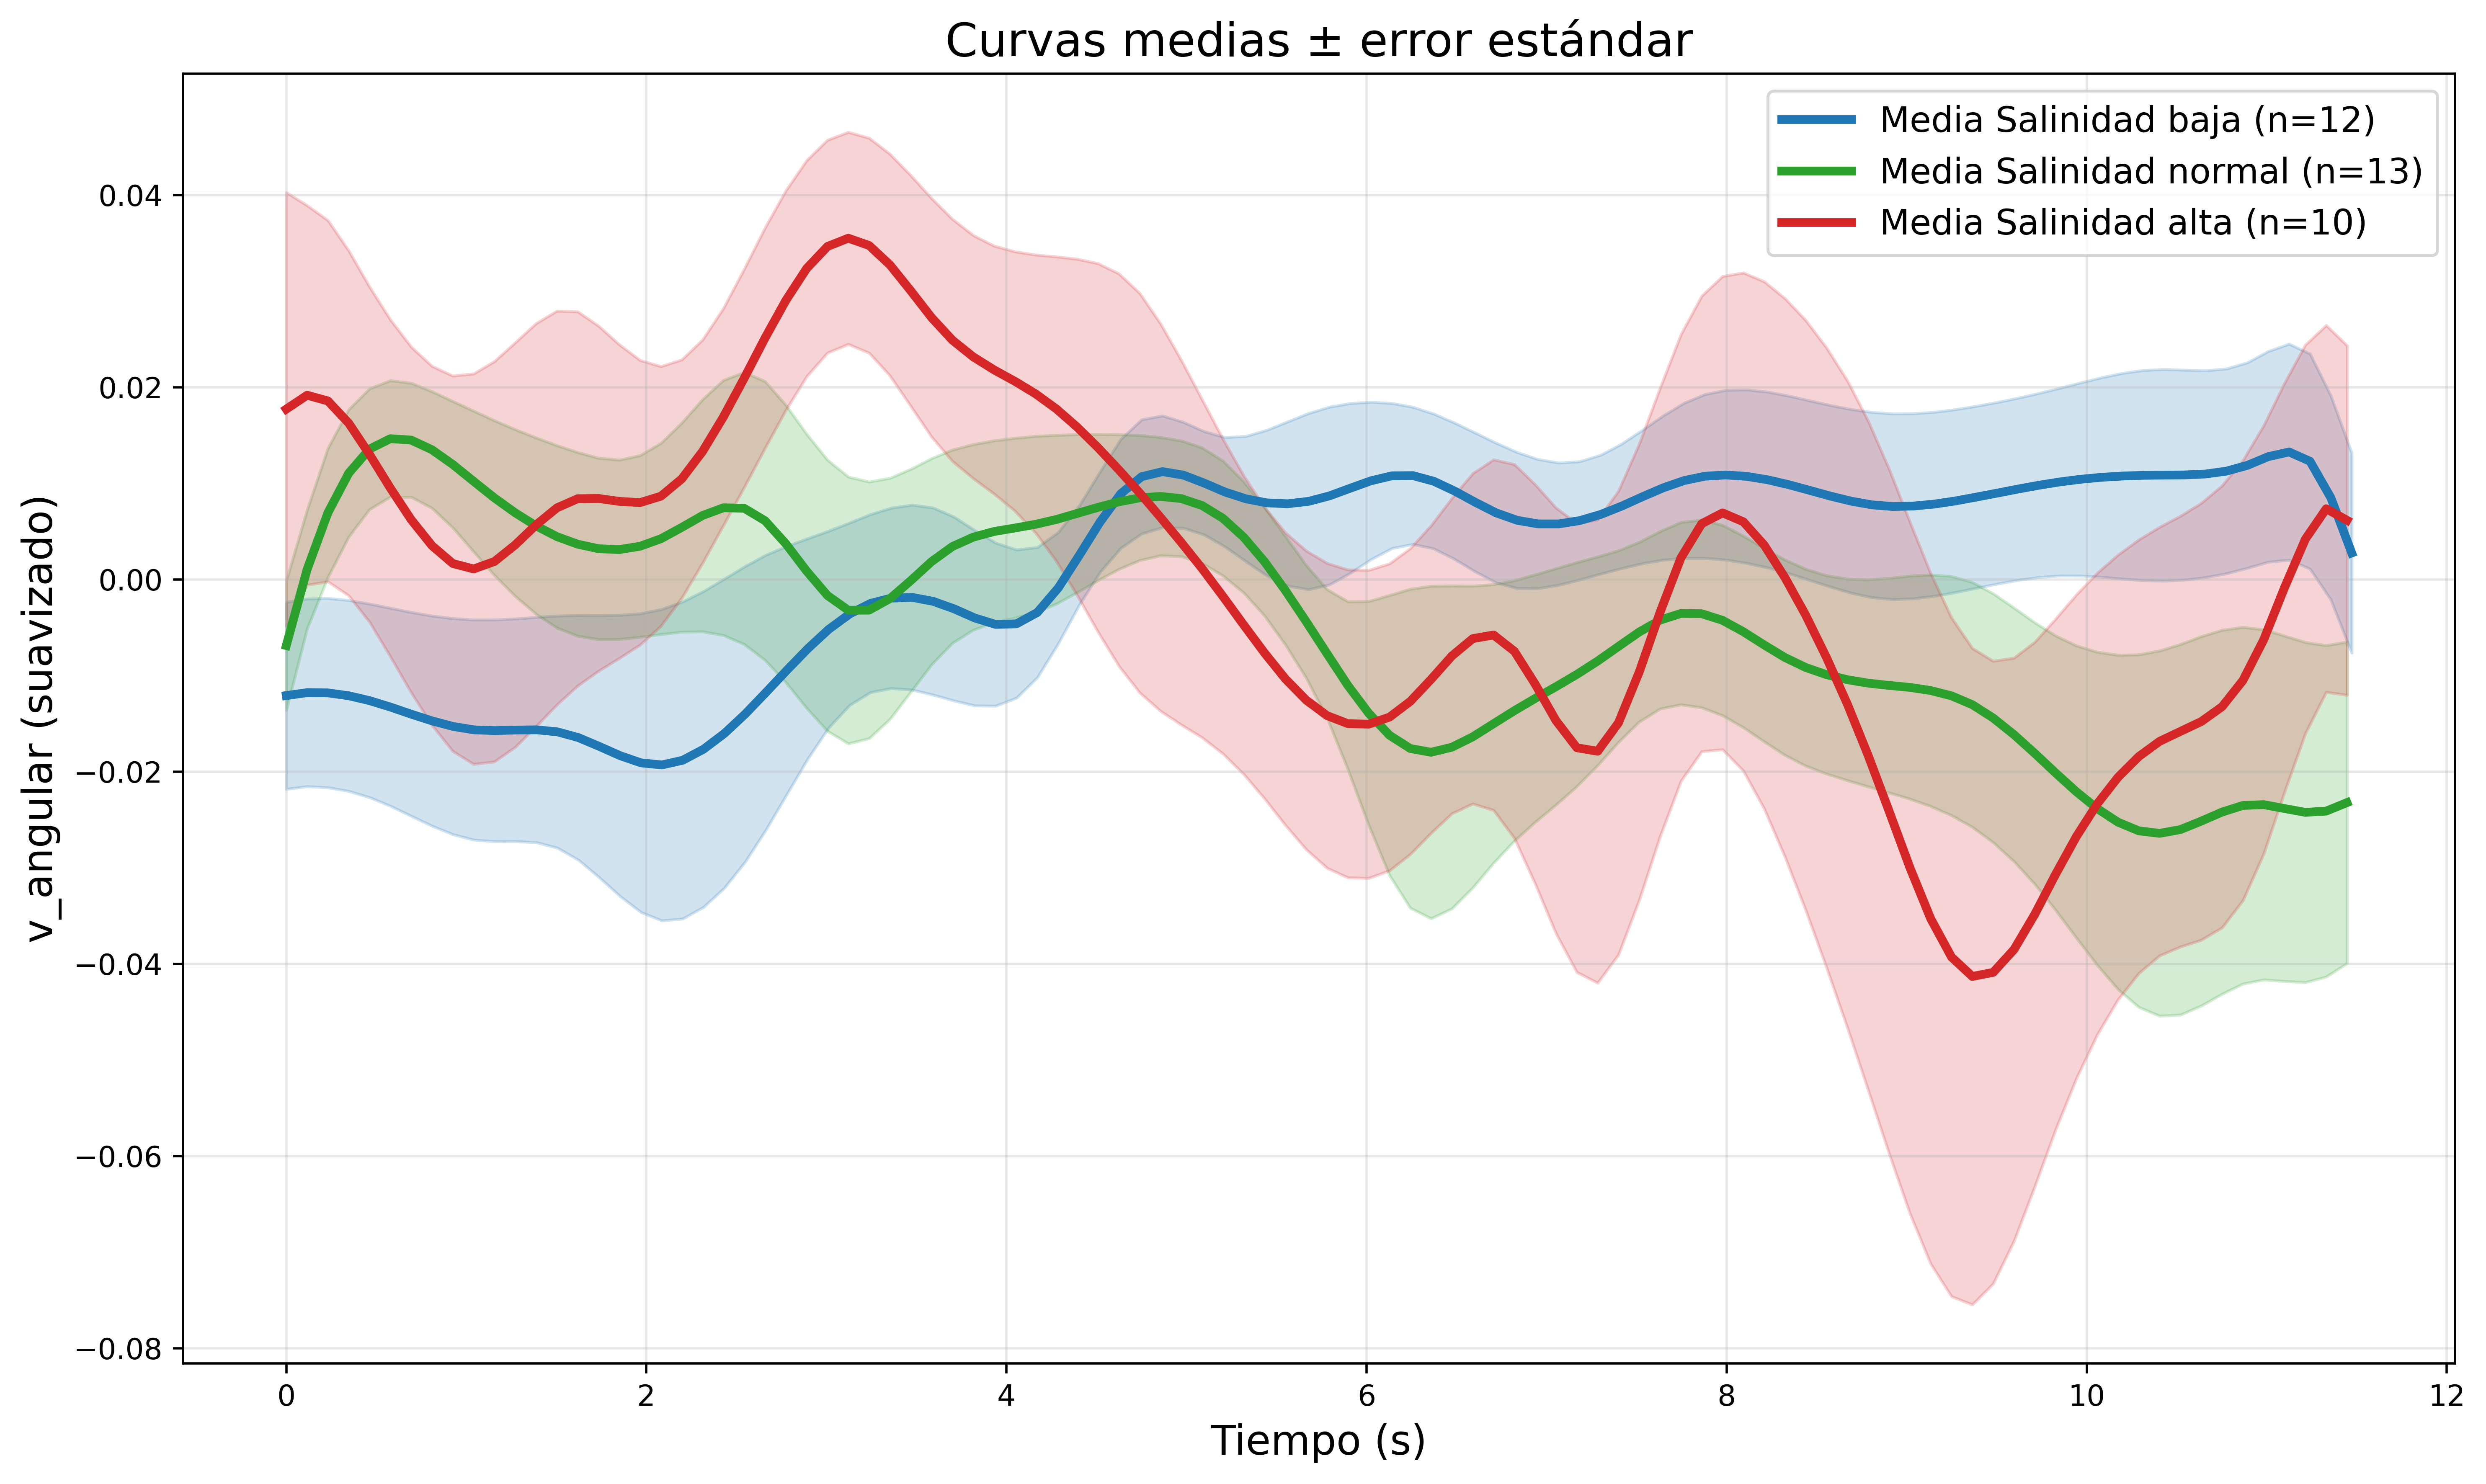 Curvas medias ± error estándar
Media Salinidad baja (n=12)
Media Salinidad normal (n=13)
Media Salinidad alta (n=10)
v_angular (suavizado)
0.04
0.02
0.00
−0.02
−0.04
−0.06
−0.08
0 2 4 6 8 10 12
Tiempo (s)